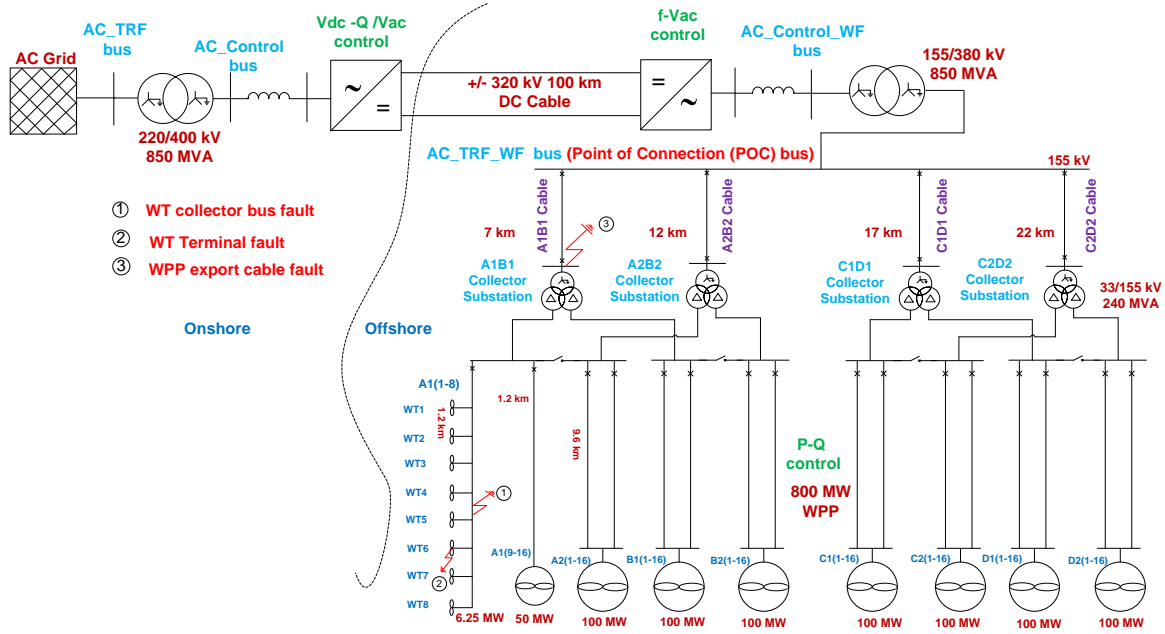 Vdc -Q /Vac
control
f-Vac
control
AC_TRF
bus
AC_Control
bus
AC_Control_WF
bus
AC Grid
155/380 kV
850 MVA
~
=
+/- 320 kV 100 km
DC Cable
=
~
220/400 kV
850 MVA
AC_TRF_WF bus (Point of Connection (POC) bus)
155 kV
1 WT collector bus fault
2 WT Terminal fault
3 WPP export cable fault
A1B1 Cable
A2B2 Cable
C1D1 Cable
C2D2 Cable
3
7 km
12 km
17 km
22 km
A1B1
Collector
Substation
A2B2
Collector
Substation
C1D1
Collector
Substation
C2D2
Collector
Substation
33/155 kV
240 MVA
Onshore
Offshore
A1(1-8)
1.2 km
1.2 km
9.6 km
WT1
WT2
WT3
WT4
WT5
WT6
WT7
WT8
1
2
P-Q
control
800 MW
WPP
A1(9-16)
A2(1-16)
B1(1-16)
B2(1-16)
C1(1-16)
C2(1-16)
D1(1-16)
D2(1-16)
6.25 MW
50 MW
100 MW
100 MW
100 MW
100 MW
100 MW
100 MW
100 MW